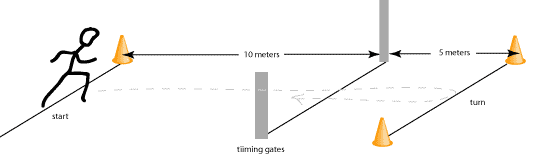 10 meters
5 meters
start
turn
tiiming gates